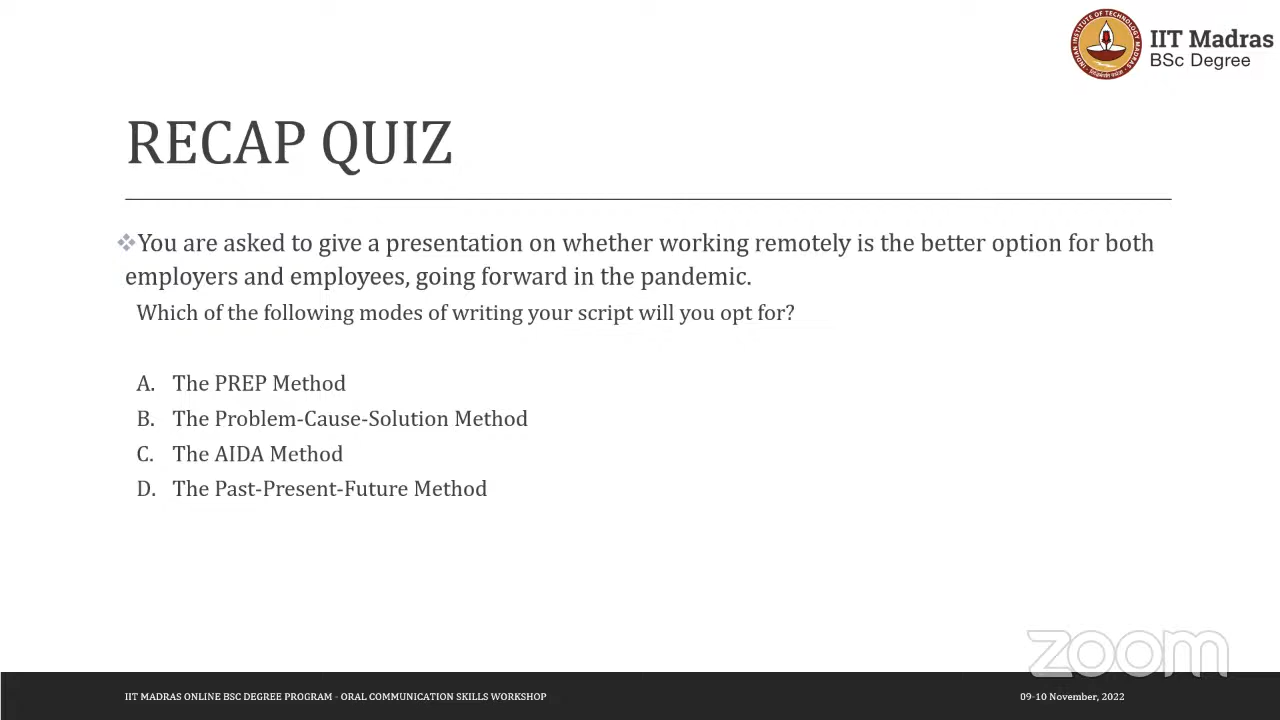 IIT Madras
BSc Degree
RECAP QUIZ
❖You are asked to give a presentation on whether working remotely is the better option for both
employers and employees, going forward in the pandemic.
Which of the following modes of writing your script will you opt for?
A. The PREP Method
B. The Problem-Cause-Solution Method
C. The AIDA Method
D. The Past-Present-Future Method
zoom
IIT MADRAS ONLINE BSC DEGREE PROGRAM - ORAL COMMUNICATION SKILLS WORKSHOP
09-10 November, 2022